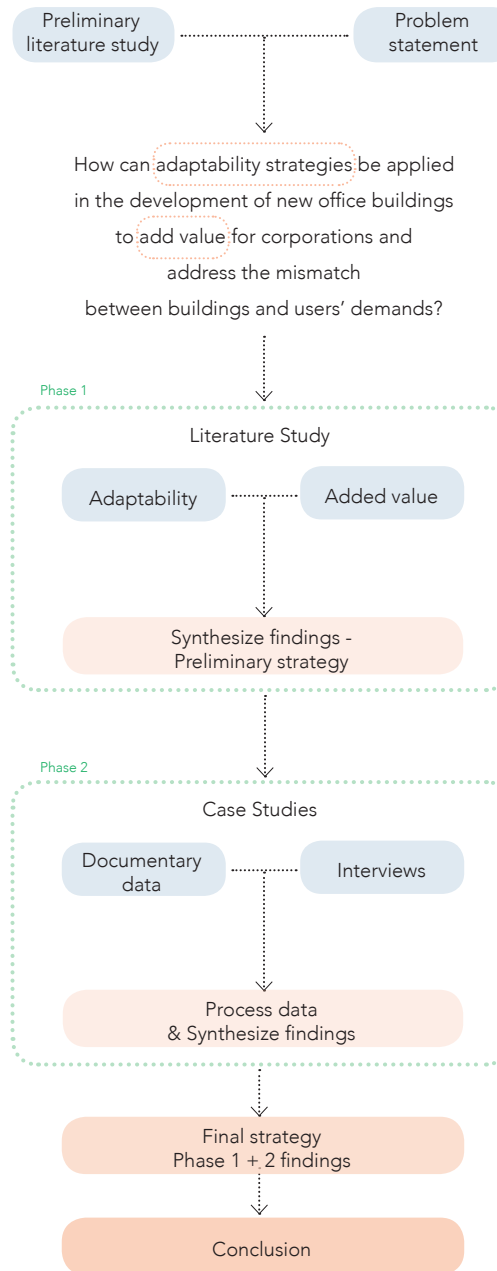 Preliminary
literature study
Problem
statement
How can adaptability strategies be applied
in the development of new office buildings
to add value for corporations and
address the mismatch
between buildings and users’ demands?
Phase 1
Literature Study
Adaptability
Added value
Synthesize findings -
Preliminary strategy
Phase 2
Case Studies
Documentary
data
Interviews
Process data
& Synthesize findings
Final strategy
Phase 1 + 2 findings
Conclusion